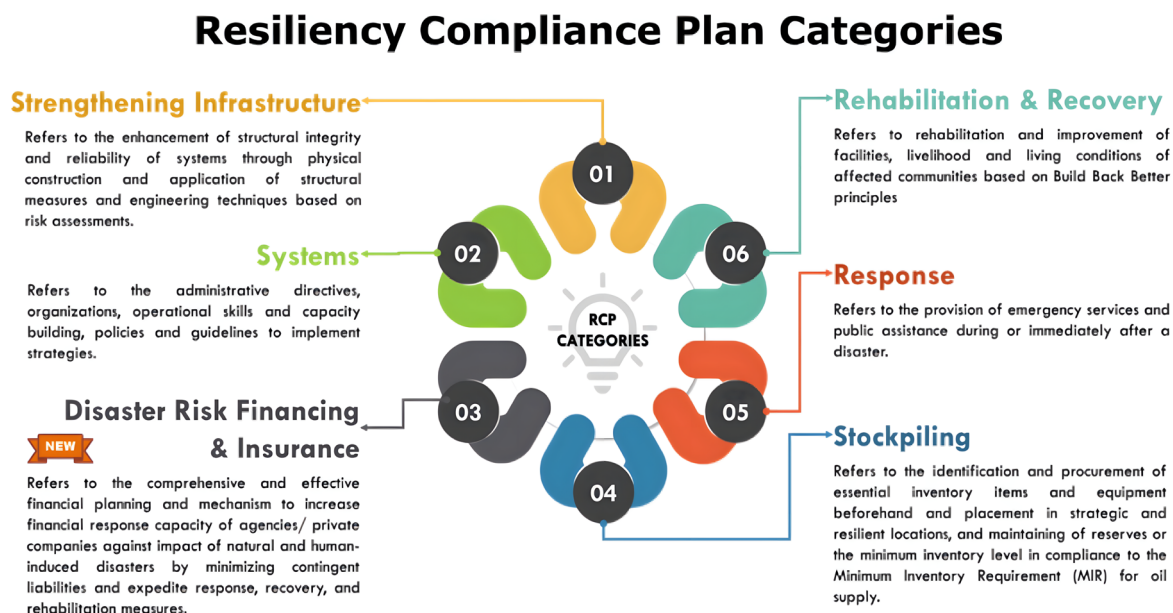 Resiliency Compliance Plan Categories
Strengthening Infrastructure
Refers to the enhancement of structural integrity
and reliability of systems through physical
construction and application of structural
measures and engineering techniques based on
risk assessments.
Systems
Refers to the administrative directives,
organizations, operational skills and capacity
building, policies and guidelines to implement
strategies.
Disaster Risk Financing
& Insurance
NEW
Refers to the comprehensive and effective
financial planning and mechanism to increase
financial response capacity of agencies/ private
companies against impact of natural and human-
induced disasters by minimizing contingent
liabilities and expedite response, recovery, and
rehabilitation measures.
01
02
03
04
05
06
RCP
CATEGORIES
Rehabilitation & Recovery
Refers to rehabilitation and improvement of
facilities, livelihood and living conditions of
affected communities based on Build Back Better
principles
Response
Refers to the provision of emergency services and
public assistance during or immediately after a
disaster.
Stockpiling
Refers to the identification and procurement of
essential inventory items and equipment
beforehand and placement in strategic and
resilient locations, and maintaining of reserves or
the minimum inventory level in compliance to the
Minimum Inventory Requirement (MIR) for oil
supply.